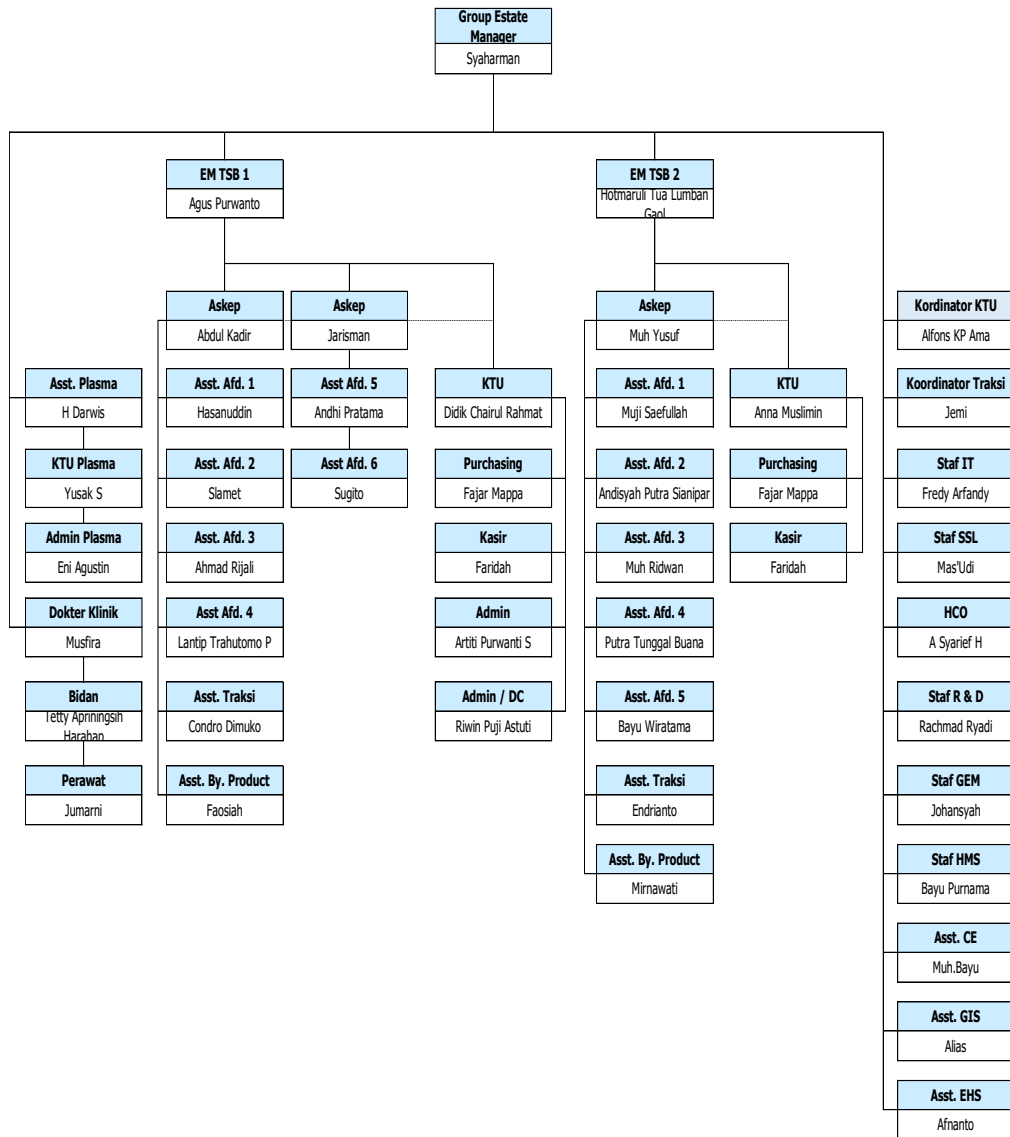 Group Estate
Manager
Syaharman
EM TSB 1
Agus Purwanto
EM TSB 2
Hotmaruli Tua Lumban
Gaol
Askep
Abdul Kadir
Askep
Jarisman
Askep
Muh Yusuf
Kordinator KTU
Alfons KP Ama
Asst. Plasma
H Darwis
Asst. Afd. 1
Hasanuddin
Asst Afd. 5
Andhi Pratama
KTU
Didik Chairul Rahmat
Asst. Afd. 1
Muji Saefullah
KTU
Anna Muslimin
Koordinator Traksi
Jemi
KTU Plasma
Yusak S
Asst. Afd. 2
Slamet
Asst Afd. 6
Sugito
Purchasing
Fajar Mappa
Asst. Afd. 2
Andisyah Putra Sianipar
Purchasing
Fajar Mappa
Staf IT
Fredy Arfandy
Admin Plasma
Eni Agustin
Asst. Afd. 3
Ahmad Rijali
Kasir
Faridah
Asst. Afd. 3
Muh Ridwan
Kasir
Faridah
Staf SSL
Mas'Udi
Dokter Klinik
Musfira
Asst Afd. 4
Lantip Trahutomo P
Admin
Artiti Purwanti S
Asst. Afd. 4
Putra Tunggal Buana
HCO
A Syarief H
Bidan
Tetty Apriningsih
Harahap
Asst. Traksi
Condro Dimuko
Admin / DC
Riwin Puji Astuti
Asst. Afd. 5
Bayu Wiratama
Staf R & D
Rachmad Ryadi
Perawat
Jumarni
Asst. By. Product
Faosiah
Asst. Traksi
Endrianto
Staf GEM
Johansyah
Asst. By. Product
Mirnawati
Staf HMS
Bayu Purnama
Asst. CE
Muh.Bayu
Asst. GIS
Alias
Asst. EHS
Afnanto